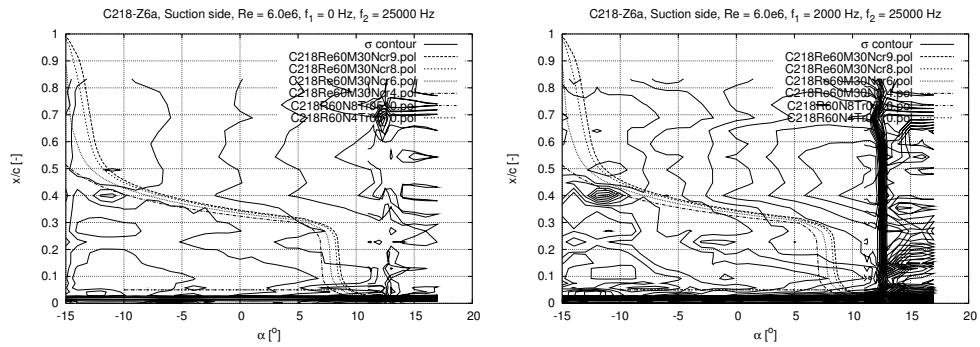 C218-Z6a, Suction side, Re = 6.0e6, f1 = 0 Hz, f2 = 25000 Hz
σ contour
C218Re60M30Ncr9.pol
C218Re60M30Ncr8.pol
C218Re60M30Ncr6.pol
1
0.9
0.8
0.7
0.6
0.5
0.4
0.3
0.2
0.1
0
x/c [-]
-15 -10 -5 0 5 10 15 20
α [o]
C218-Z6a, Suction side, Re = 6.0e6, f1 = 2000 Hz, f2 = 25000 Hz
σ contour
C218Re60M30Ncr9.pol
C218Re60M30Ncr8.pol
C218Re60M30Ncr6.pol
1
0.9
0.8
0.7
0.6
0.5
0.4
0.3
0.2
0.1
0
x/c [-]
-15 -10 -5 0 5 10 15 20
α [o]